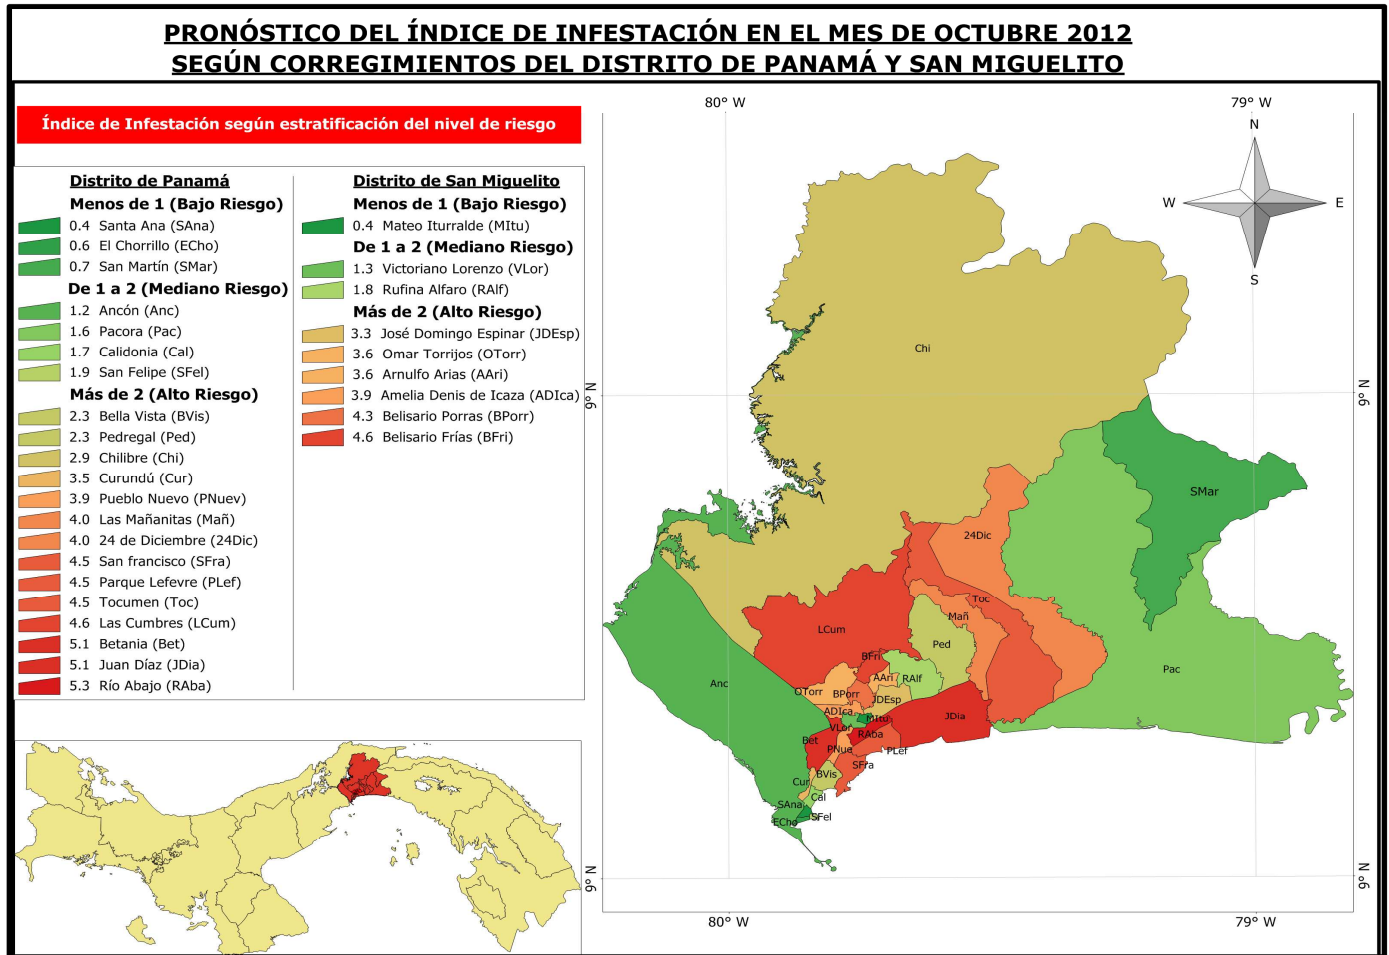 PRONÓSTICO DEL ÍNDICE DE INFESTACIÓN EN EL MES DE OCTUBRE 2012
SEGÚN CORREGIMIENTOS DEL DISTRITO DE PANAMÁ Y SAN MIGUELITO
Índice de Infestación según estratificación del nivel de riesgo
Distrito de Panamá
Menos de 1 (Bajo Riesgo)
0.4 Santa Ana (SAna)
0.6 El Chorrillo (ECho)
0.7 San Martín (SMar)
De 1 a 2 (Mediano Riesgo)
1.2 Ancón (Anc)
1.6 Pacora (Pac)
1.7 Calidonia (Cal)
1.9 San Felipe (SFel)
Más de 2 (Alto Riesgo)
2.3 Bella Vista (BVis)
2.3 Pedregal (Ped)
2.9 Chilibre (Chi)
3.5 Curundú (Cur)
3.9 Pueblo Nuevo (PNuev)
4.0 Las Mañanitas (Mañ)
4.0 24 de Diciembre (24Dic)
4.5 San francisco (SFra)
4.5 Parque Lefevre (PLef)
4.5 Tocumen (Toc)
4.6 Las Cumbres (LCum)
5.1 Betania (Bet)
5.1 Juan Díaz (JDia)
5.3 Río Abajo (RAba)
Distrito de San Miguelito
Menos de 1 (Bajo Riesgo)
0.4 Mateo Iturralde (MItu)
De 1 a 2 (Mediano Riesgo)
1.3 Victoriano Lorenzo (VLor)
1.8 Rufina Alfaro (RAlf)
Más de 2 (Alto Riesgo)
3.3 José Domingo Espinar (JDEsp)
3.6 Omar Torrijos (OTorr)
3.6 Arnulfo Arias (AAri)
3.9 Amelia Denis de Icaza (ADIca)
4.3 Belisario Porras (BPorr)
4.6 Belisario Frías (BFri)
80° W
79° W
N
W
E
S
9° N
9° N
Chi
SMar
24Dic
Toc
Mañ
LCum
Ped
BFri
Pac
AAri
RAlf
Anc
OTorr
BPorr
JDEsp
ADIca
MItu
JDia
VLor
RAba
Bet
PNue
PLef
SFra
BVis
Cur
Cal
SAna
SFel
ECho
9° N
9° N
80° W
79° W